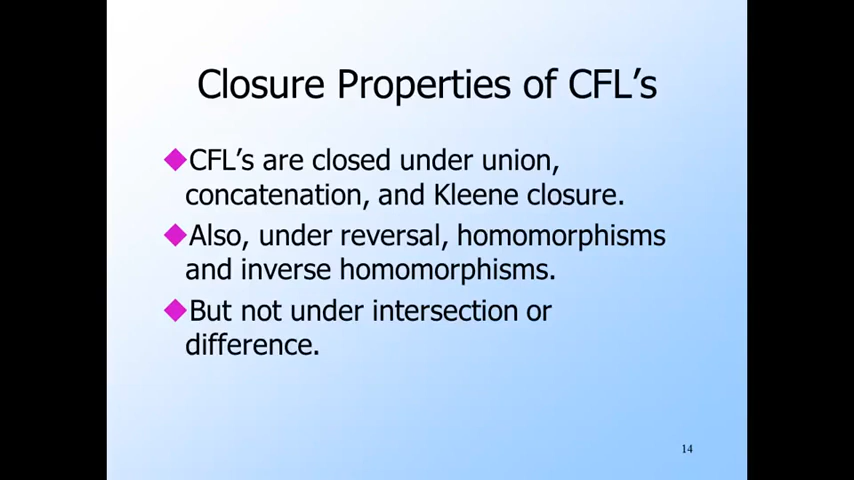 Closure Properties of CFL’s
CFL’s are closed under union,
concatenation, and Kleene closure.
Also, under reversal, homomorphisms
and inverse homomorphisms.
But not under intersection or
difference.
14